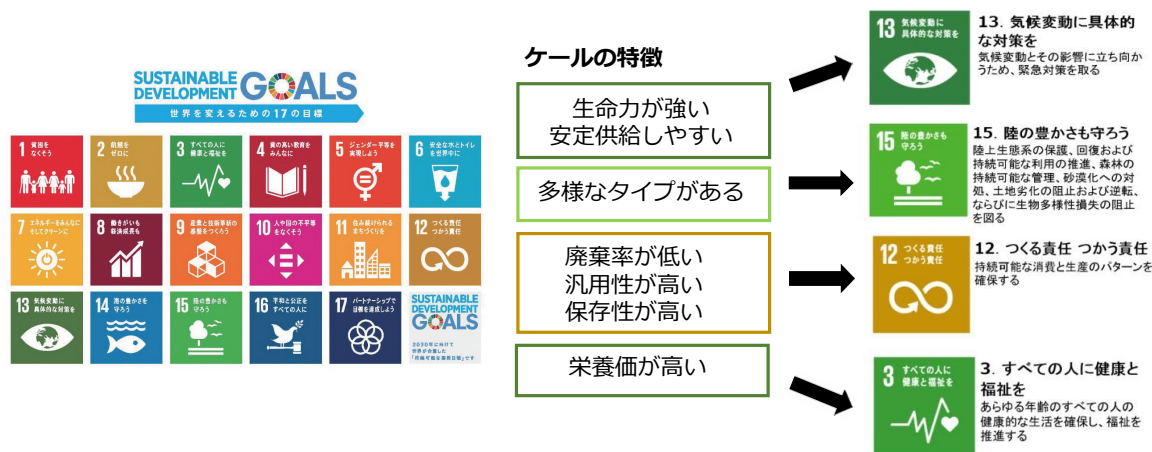 SUSTAINABLE
DEVELOPMENT
GOALS
世界を変えるための17の目標
1 貧困を
なくそう
2 飢餓を
ゼロに
3 すべての人に
健康と福祉を
4 質の高い教育を
みんなに
5 ジェンダー平等を
実現しよう
6 安全な水とトイレ
を世界中に
7 エネルギーをみんなに
そしてクリーンに
8 働きがいも
経済成長も
9 産業と技術革新の
基盤をつくろう
10 人や国の不平等
をなくそう
11 住み続けられる
まちづくりを
12 つくる責任
つかう責任
13 気候変動に
具体的な対策を
14 海の豊かさを
守ろう
15 陸の豊かさも
守ろう
16 平和と公正を
すべての人に
17 パートナーシップで
目標を達成しよう
SUSTAINABLE
DEVELOPMENT
GOALS
2030年に向けて
世界が合意した
「持続可能な開発目標」です
ケールの特徴
生命力が強い
安定供給しやすい
多様なタイプがある
廃棄率が低い
汎用性が高い
保存性が高い
栄養価が高い
13 気候変動に
具体的な対策を
13. 気候変動に具体的
な対策を
気候変動とその影響に立ち向か
うため、緊急対策を取る
15 陸の豊かさも
守ろう
15. 陸の豊かさも守ろう
陸上生態系の保護、回復および
持続可能な利用の推進、森林の
持続可能な管理、砂漠化への対
処、土地劣化の阻止および逆転、
ならびに生物多様性損失の阻止
を図る
12 つくる責任
つかう責任
12. つくる責任 つかう責任
持続可能な消費と生産のパターンを
確保する
3 すべての人に
健康と福祉を
3. すべての人に健康と
福祉を
あらゆる年齢のすべての人の
健康的な生活を確保し、福祉を
推進する